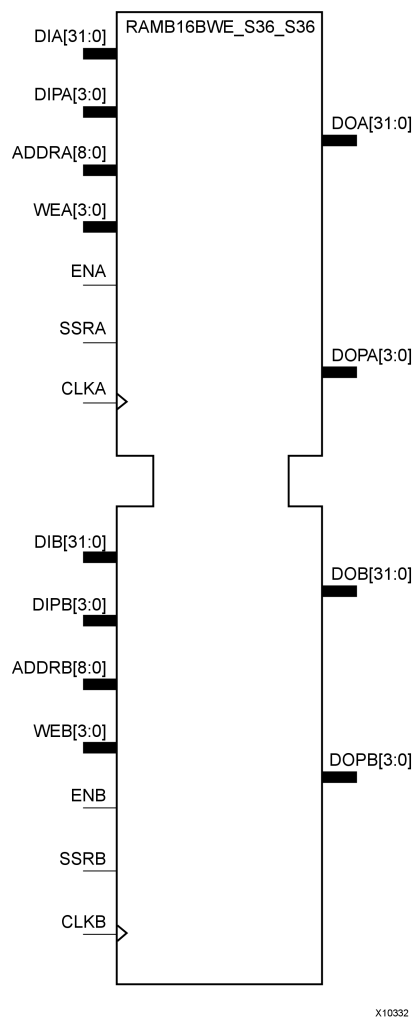 RAMB16BWE_S36_S36
DIA[31:0]
DIPA[3:0]
DOA[31:0]
ADDRA[8:0]
WEA[3:0]
ENA
SSRA
DOPA[3:0]
CLKA
DIB[31:0]
DOB[31:0]
DIPB[3:0]
ADDRB[8:0]
WEB[3:0]
DOPB[3:0]
ENB
SSRB
CLKB
X10332